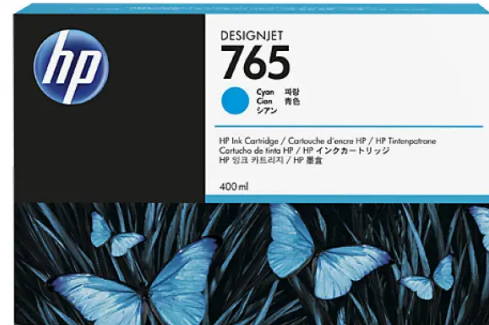 hp
DESIGNJET
765
Cyan 파랑
Cian 青色
シアン
HP Ink Cartridge / Cartouche d'encre HP / HP Tintenpatrone
Cartucho de tinta HP / HP インクカートリッジ
HP 잉크 카트리지 / HP 墨盒
400 ml